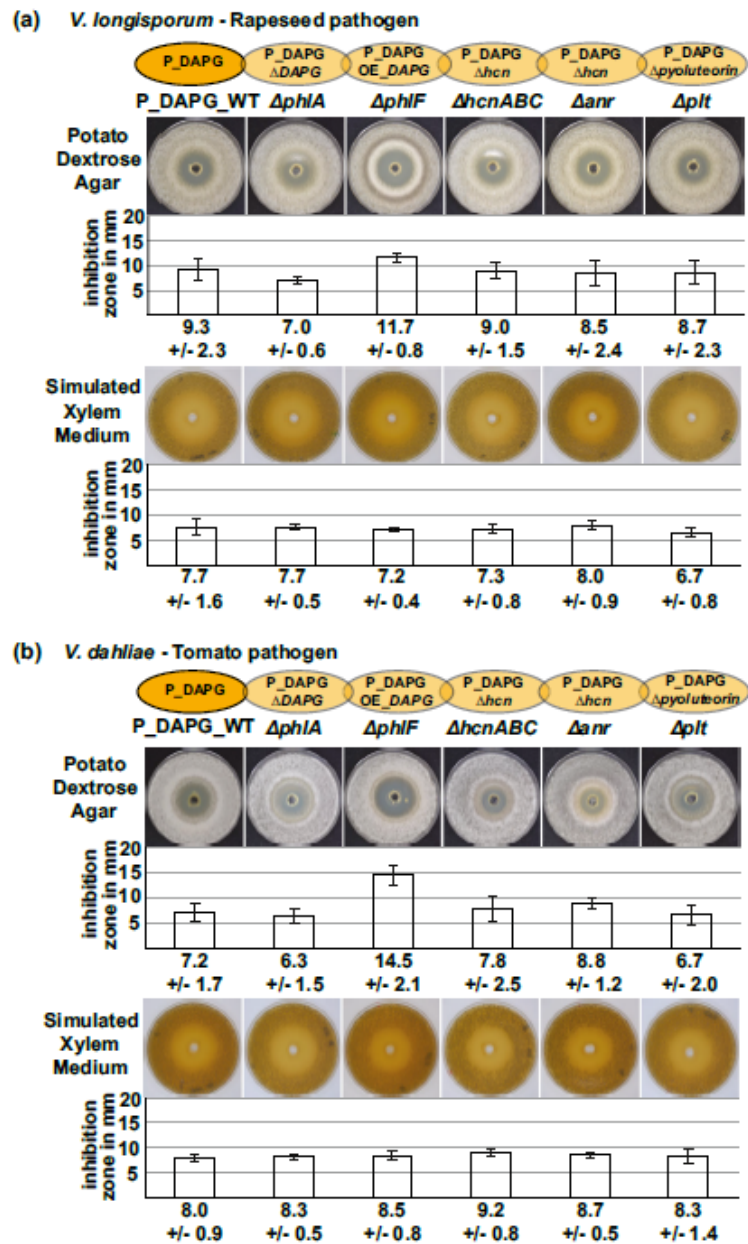 (a) V. longisporum - Rapeseed pathogen
P_DAPG
P_DAPG ΔDAPG
P_DAPG OE_DAPG
P_DAPG Δhcn
P_DAPG Δhcn
P_DAPG Δpyoluteorin
P_DAPG_WT ΔphlA ΔphlF ΔhcnABC Δanr Δplt
Potato
Dextrose
Agar
inhibition
zone in mm
20
15
10
5
9.3 7.0 11.7 9.0 8.5 8.7
+/- 2.3 +/- 0.6 +/- 0.8 +/- 1.5 +/- 2.4 +/- 2.3
Simulated
Xylem
Medium
inhibition
zone in mm
20
15
10
5
7.7 7.7 7.2 7.3 8.0 6.7
+/- 1.6 +/- 0.5 +/- 0.4 +/- 0.8 +/- 0.9 +/- 0.8
(b) V. dahliae - Tomato pathogen
P_DAPG
P_DAPG ΔDAPG
P_DAPG OE_DAPG
P_DAPG Δhcn
P_DAPG Δhcn
P_DAPG Δpyoluteorin
P_DAPG_WT ΔphlA ΔphlF ΔhcnABC Δanr Δplt
Potato
Dextrose
Agar
inhibition
zone in mm
20
15
10
5
7.2 6.3 14.5 7.8 8.8 6.7
+/- 1.7 +/- 1.5 +/- 2.1 +/- 2.5 +/- 1.2 +/- 2.0
Simulated
Xylem
Medium
inhibition
zone in mm
20
15
10
5
8.0 8.3 8.5 9.2 8.7 8.3
+/- 0.9 +/- 0.5 +/- 0.8 +/- 0.8 +/- 0.5 +/- 1.4